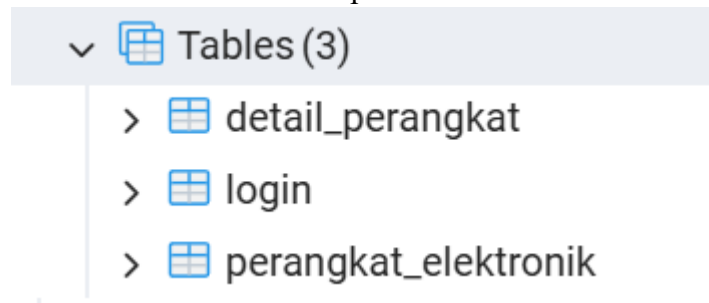 Tables (3)
detail_perangkat
login
perangkat_elektronik